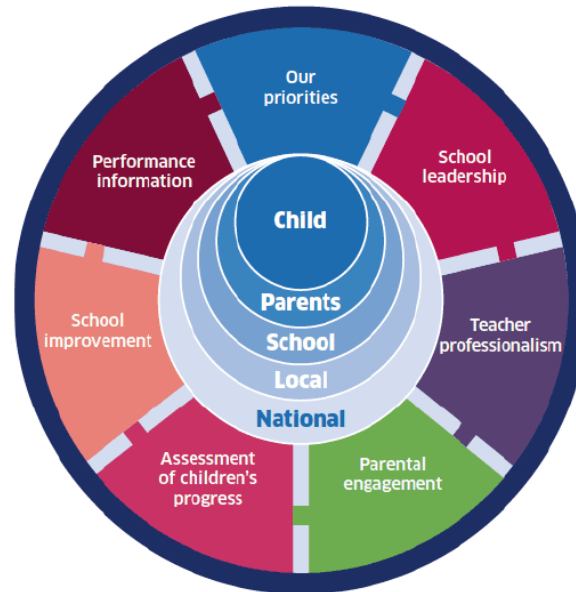 Our
priorities
School
leadership
Teacher
professionalism
Parental
engagement
Assessment
of children's
progress
School
improvement
Performance
information
Child
Parents
School
Local
National